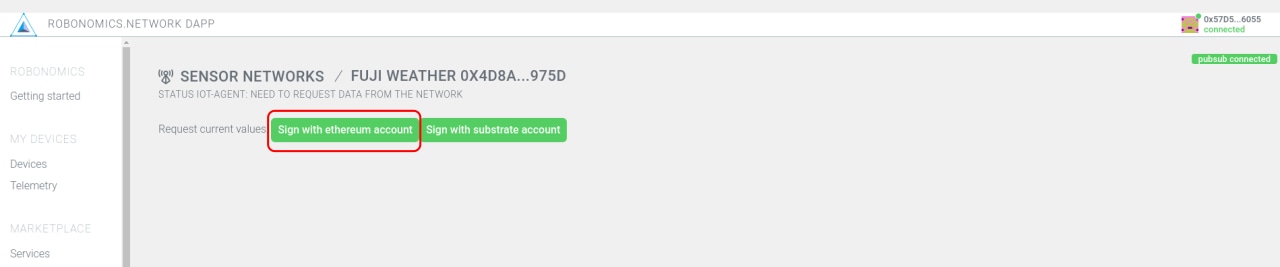 ROBONOMICS.NETWORK DAPP
0x57D5...6055
connected
pubsub connected
ROBONOMICS
Getting started
MY DEVICES
Devices
Telemetry
MARKETPLACE
Services
SENSOR NETWORKS / FUJI WEATHER 0X4D8A...975D
STATUS IOT-AGENT: NEED TO REQUEST DATA FROM THE NETWORK
Request current values Sign with ethereum account Sign with substrate account